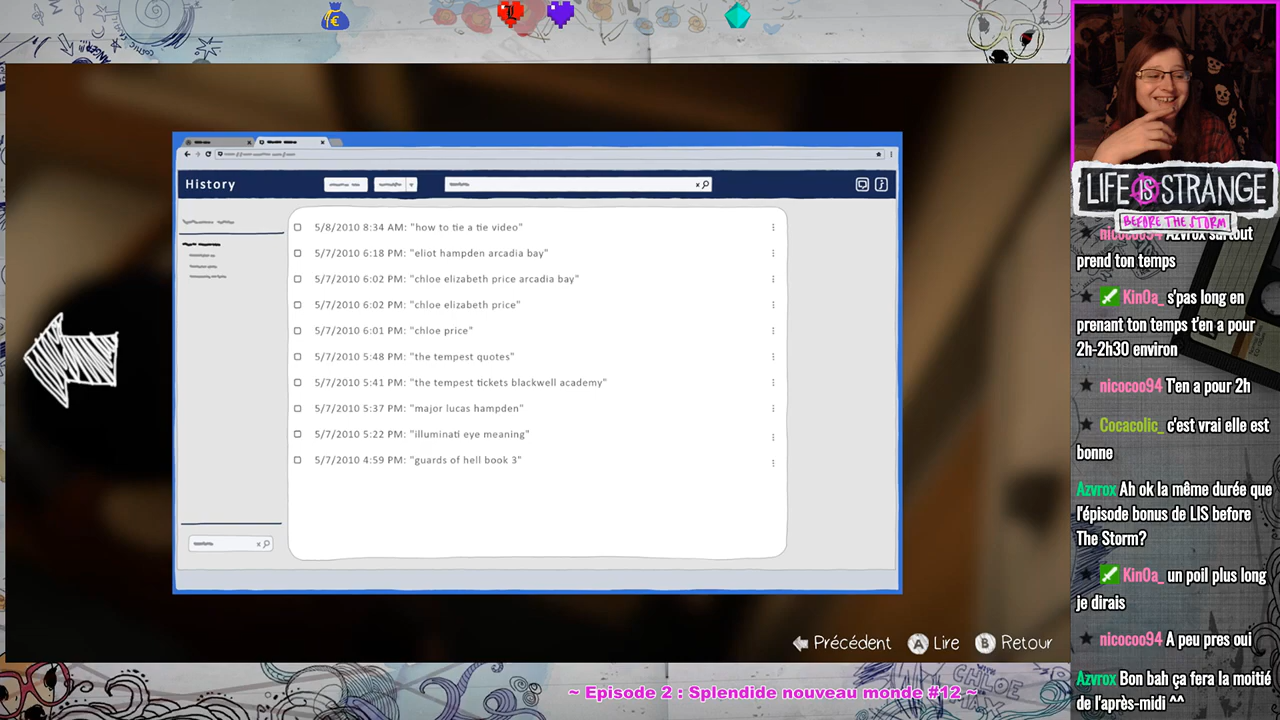 History
5/8/2010 8:34 AM: "how to tie a tie video"
5/7/2010 6:18 PM: "eliot hampden arcadia bay"
5/7/2010 6:02 PM: "chloe elizabeth price arcadia bay"
5/7/2010 6:02 PM: "chloe elizabeth price"
5/7/2010 6:01 PM: "chloe price"
5/7/2010 5:48 PM: "the tempest quotes"
5/7/2010 5:41 PM: "the tempest tickets blackwell academy"
5/7/2010 5:37 PM: "major lucas hampden"
5/7/2010 5:22 PM: "illuminati eye meaning"
5/7/2010 4:59 PM: "guards of hell book 3"
Précédent A Lire B Retour
~ Episode 2 : Splendide nouveau monde #12 ~
LIFE IS STRANGE
BEFORE THE STORM
nicocoo94 Azvrox surtout
prend ton temps
Kin0a_ s'pas long en
prenant ton temps t'en a pour
2h-2h30 environ
nicocoo94 T'en a pour 2h
Cocacolic_ c'est vrai elle est
bonne
Azvrox Ah ok la même durée que
l'épisode bonus de LIS before
The Storm?
Kin0a_ un poil plus long
je dirais
nicocoo94 A peu pres oui
Azvrox Bon bah ça fera la moitié
de l'après-midi ^^